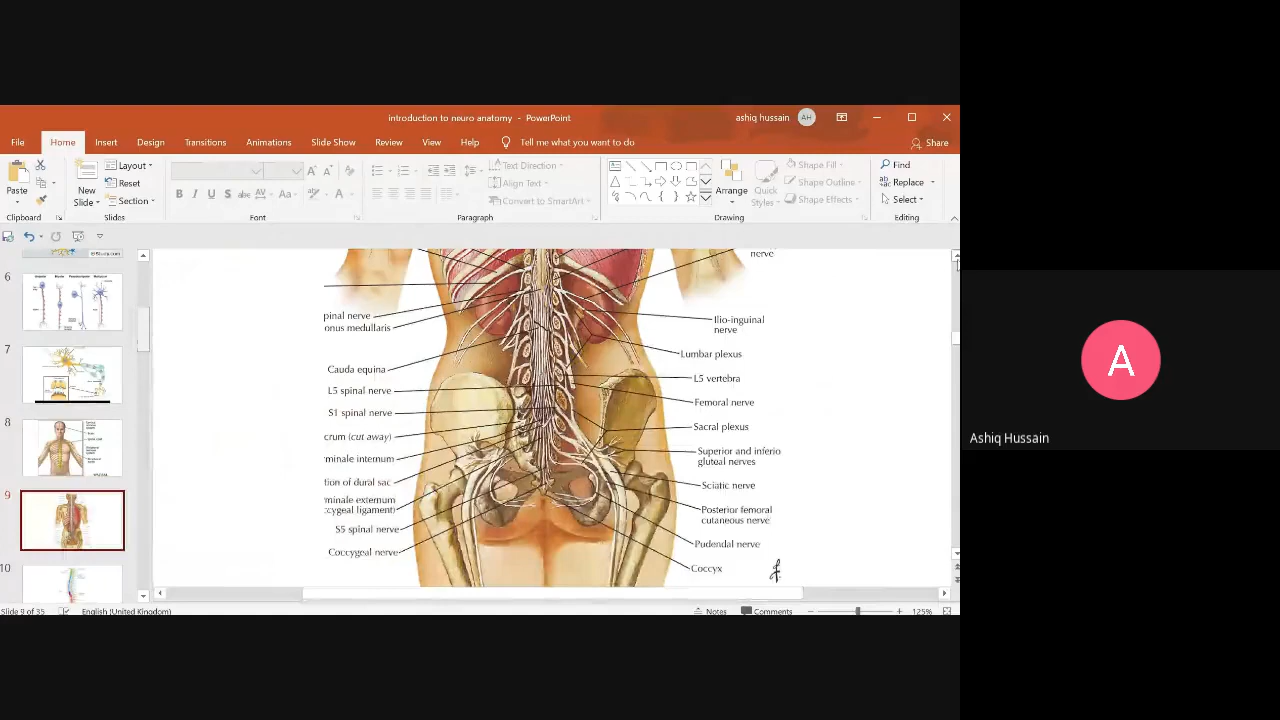 introduction to neuro anatomy - PowerPoint
ashiq hussain
AH
File
Home
Insert
Design
Transitions
Animations
Slide Show
Review
View
Help
Tell me what you want to do
Share
Paste
New
Slide
Layout
Reset
Section
B I U S abc AV Aa A
Text Direction
Align Text
Convert to SmartArt
Arrange
Quick
Styles
Shape Fill
Shape Outline
Shape Effects
Find
Replace
Select
Clipboard
Slides
Font
Paragraph
Drawing
Editing
6
7
8
9
10
nerve
pinal nerve
onus medullaris
Cauda equina
L5 spinal nerve
S1 spinal nerve
crum (cut away)
rminale internum
tion of dural sac
rminale externum
ccygeal ligament)
S5 spinal nerve
Coccygeal nerve
Ilio-inguinal
nerve
Lumbar plexus
L5 vertebra
Femoral nerve
Sacral plexus
Superior and inferio
gluteal nerves
Sciatic nerve
Posterior femoral
cutaneous nerve
Pudendal nerve
Coccyx
Slide 9 of 35
English (United Kingdom)
Notes
Comments
125%
A
Ashiq Hussain